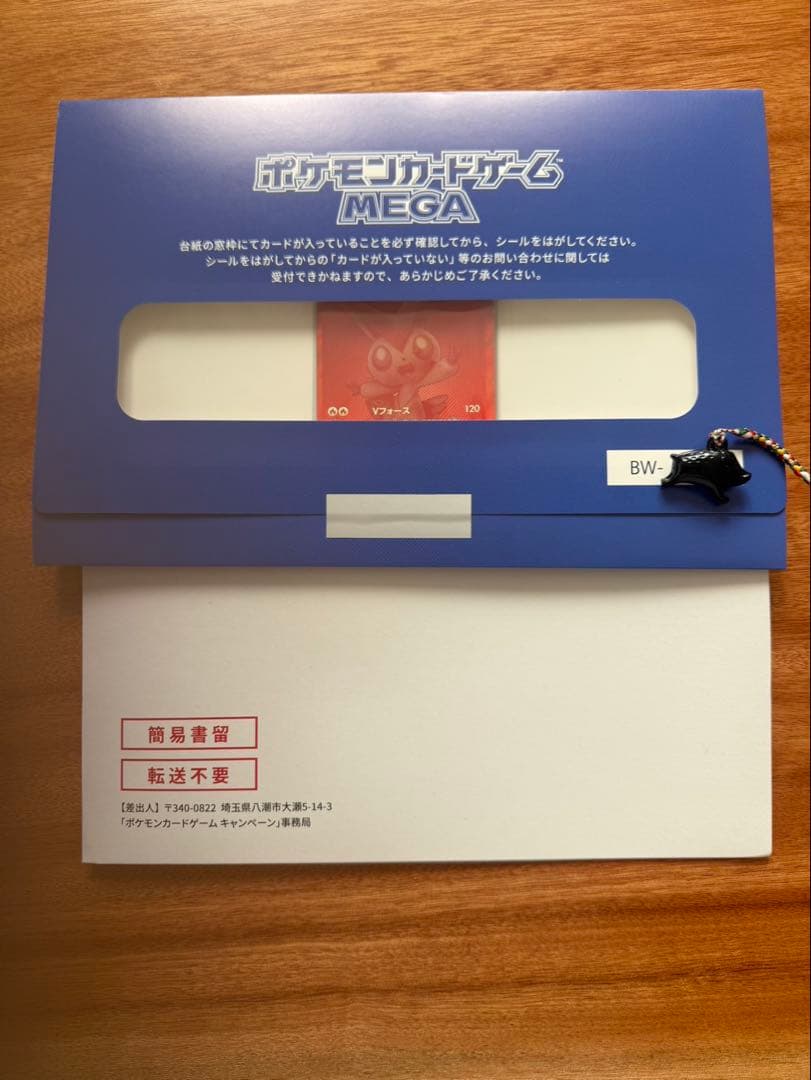 ポケモンカードゲーム
MEGA
台紙の窓枠にてカードが入っていることを必ず確認してから、シールをはがしてください。
シールをはがしてからの「カードが入っていない」等のお問い合わせに関しては
受付できかねますので、あらかじめご了承ください。
Vフォース 120
BW-
簡易書留
転送不要
【差出人】〒340-0822 埼玉県八潮市大瀬5-14-3
「ポケモンカードゲーム キャンペーン」事務局